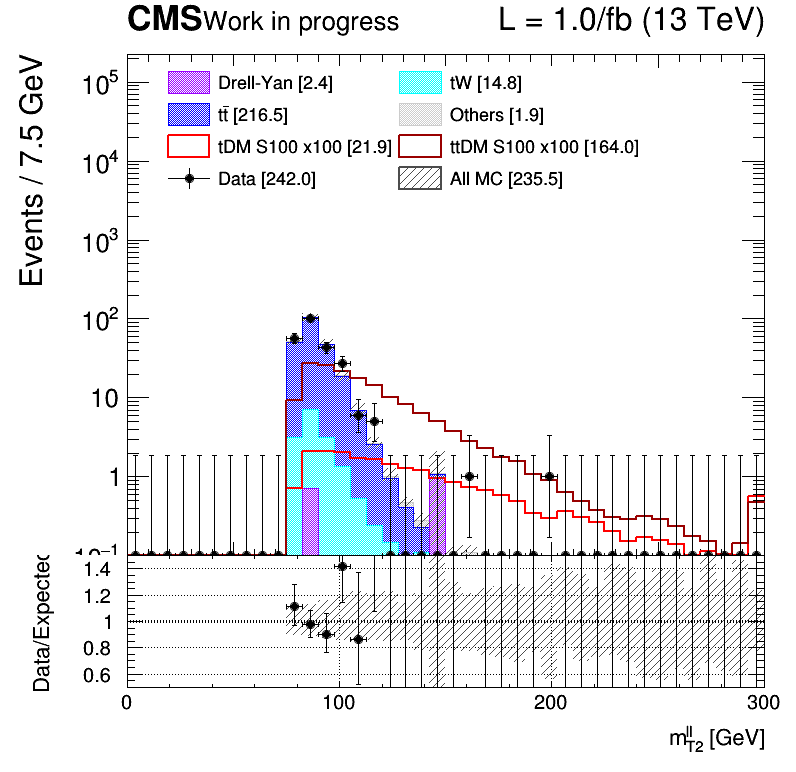 CMS Work in progress L = 1.0/fb (13 TeV)
Events / 7.5 GeV
10⁵
10⁴
10³
10²
10
1
10⁻¹
Drell-Yan [2.4] tW [14.8]
tt̄ [216.5] Others [1.9]
tDM S100 x100 [21.9] ttDM S100 x100 [164.0]
Data [242.0] All MC [235.5]
Data/Expected
1.4
1.2
1
0.8
0.6
0 100 200 300
m_{T2}^{ll} [GeV]